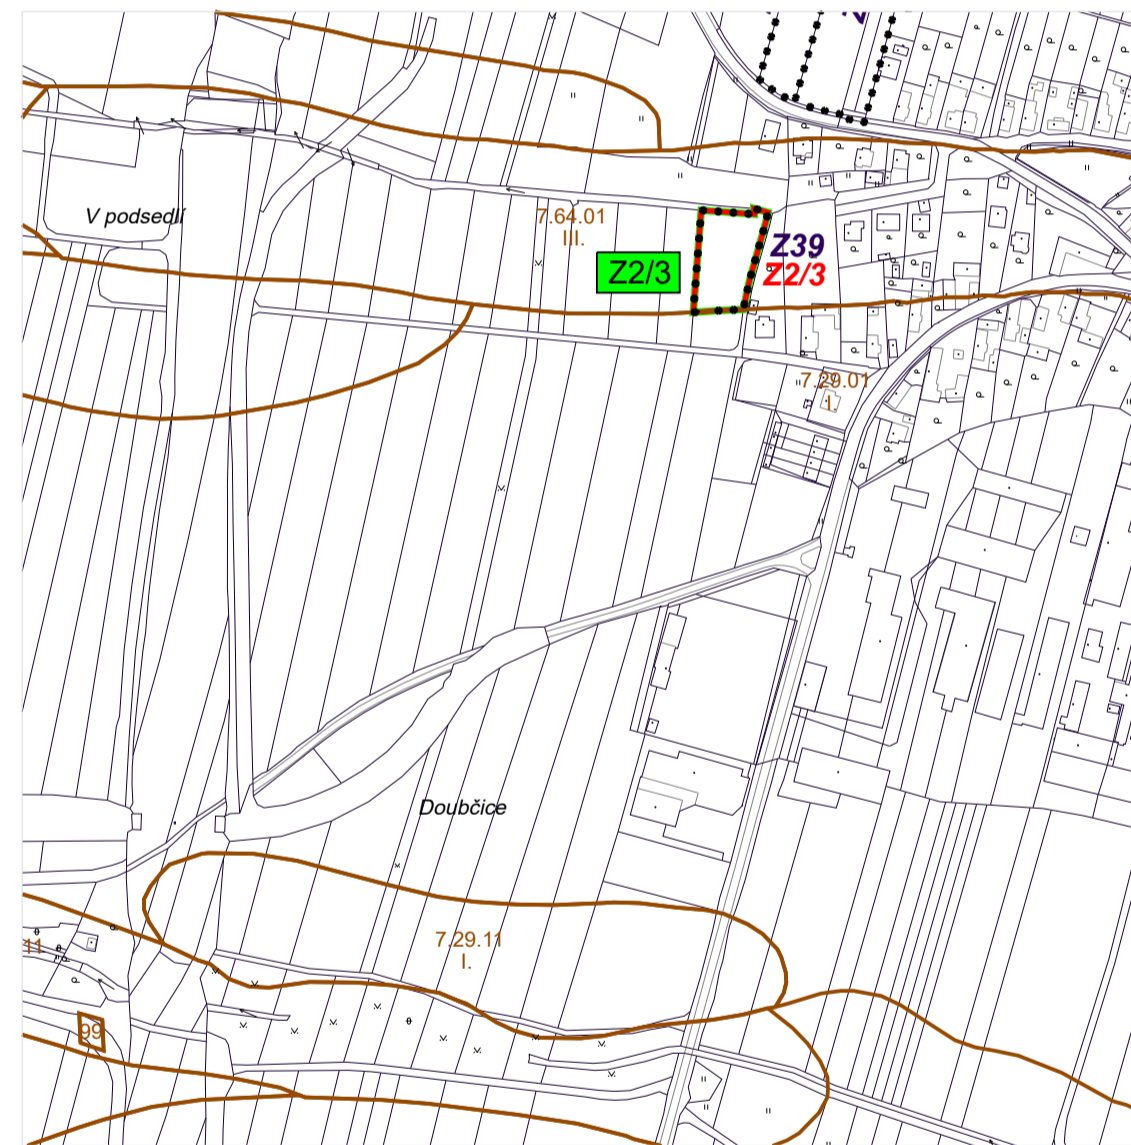 V podsedlí
7.64.01
III.
Z2/3
Z39
Z2/3
7.29.01
I.
Doubčice
7.29.11
I.
11
99